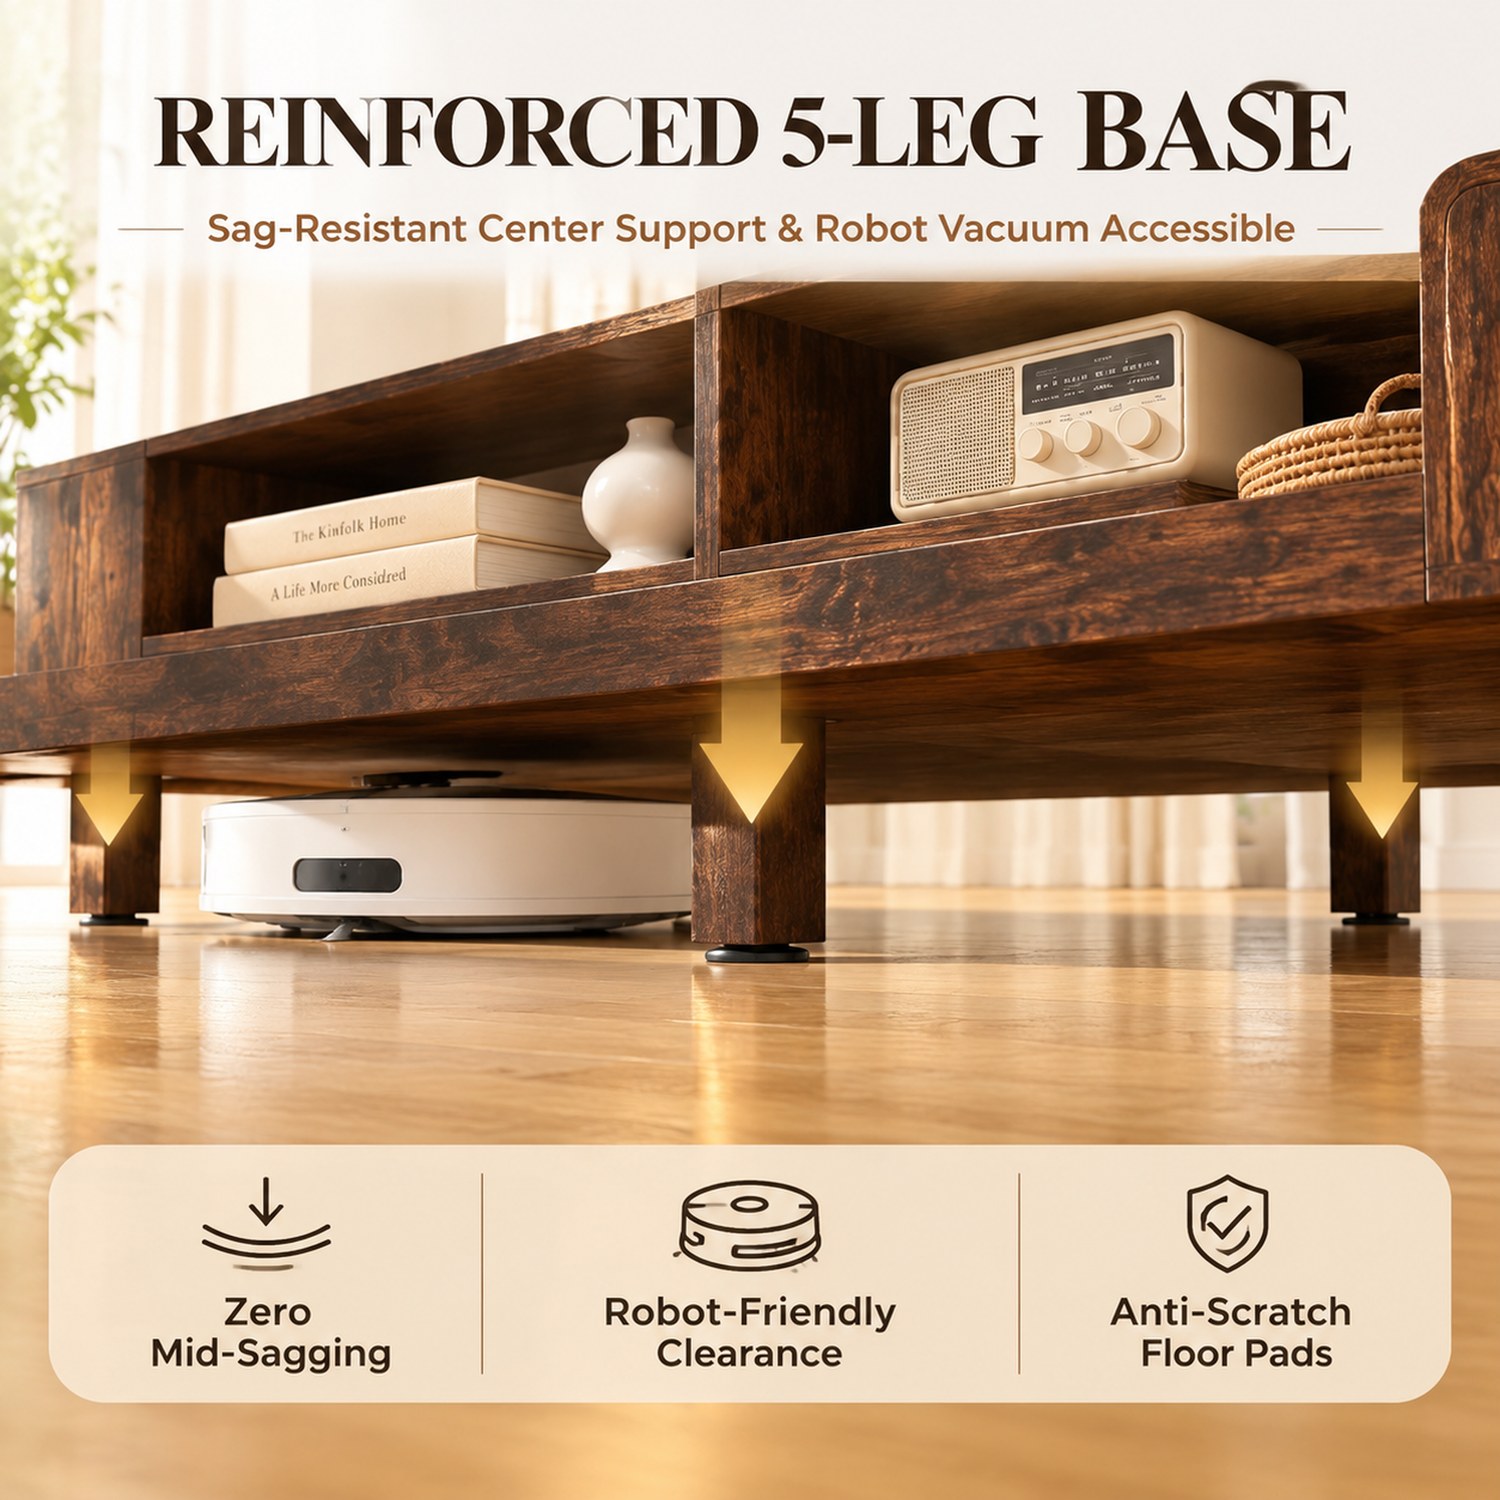 REINFORCED 5-LEG BASE
Sag-Resistant Center Support & Robot Vacuum Accessible
The Kinfolk Home
A Life More Considred
Zero
Mid-Sagging
Robot-Friendly
Clearance
Anti-Scratch
Floor Pads